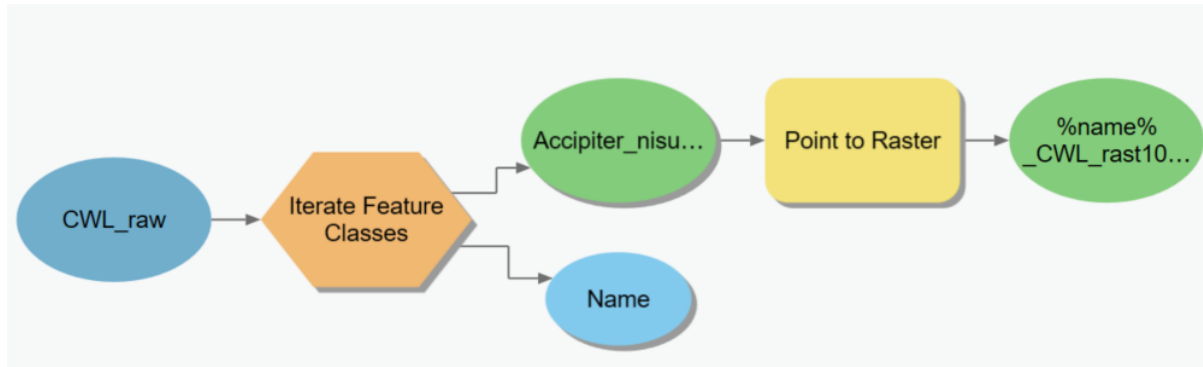 CWL_raw
Iterate Feature
Classes
Accipiter_nisu...
Name
Point to Raster
%name%
_CWL_rast10...